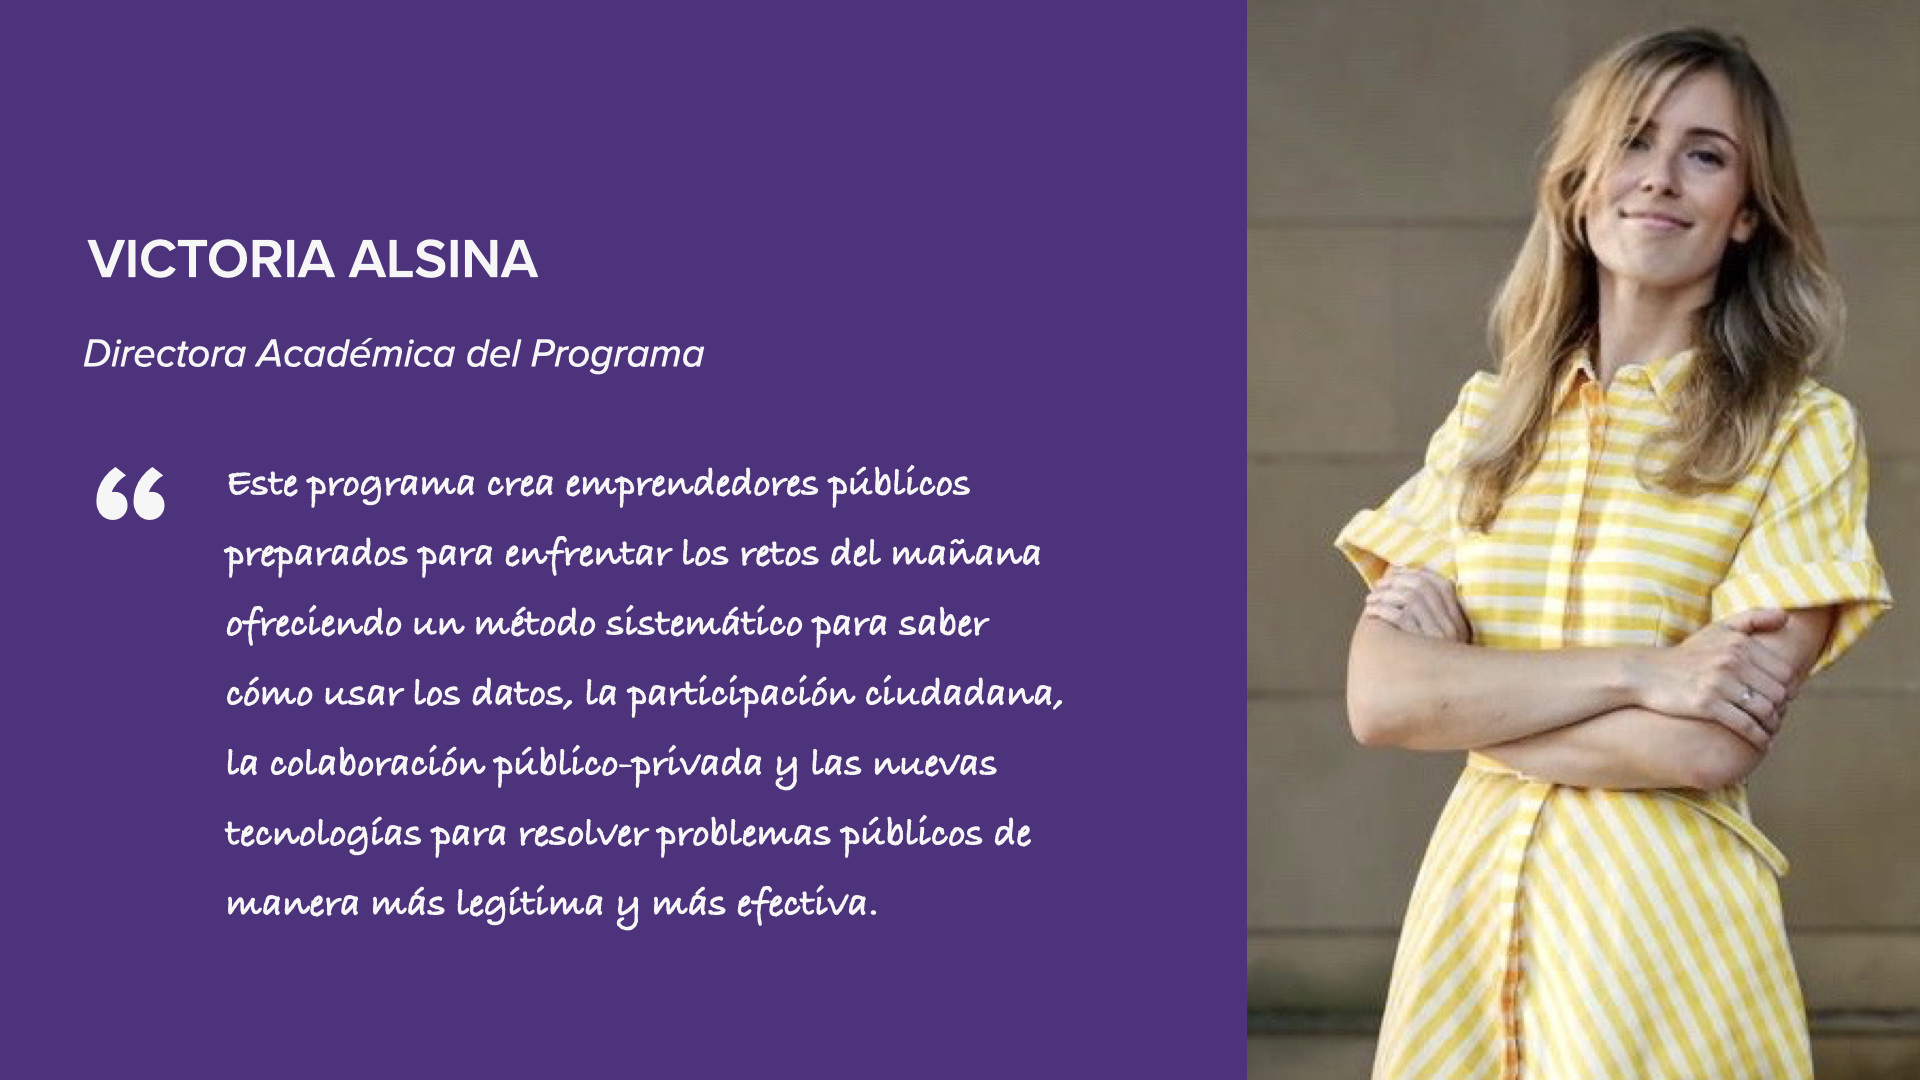 VICTORIA ALSINA
Directora Académica del Programa
“ Este programa crea emprendedores públicos
preparados para enfrentar los retos del mañana
ofreciendo un método sistemático para saber
cómo usar los datos, la participación ciudadana,
la colaboración público-privada y las nuevas
tecnologías para resolver problemas públicos de
manera más legítima y más efectiva.